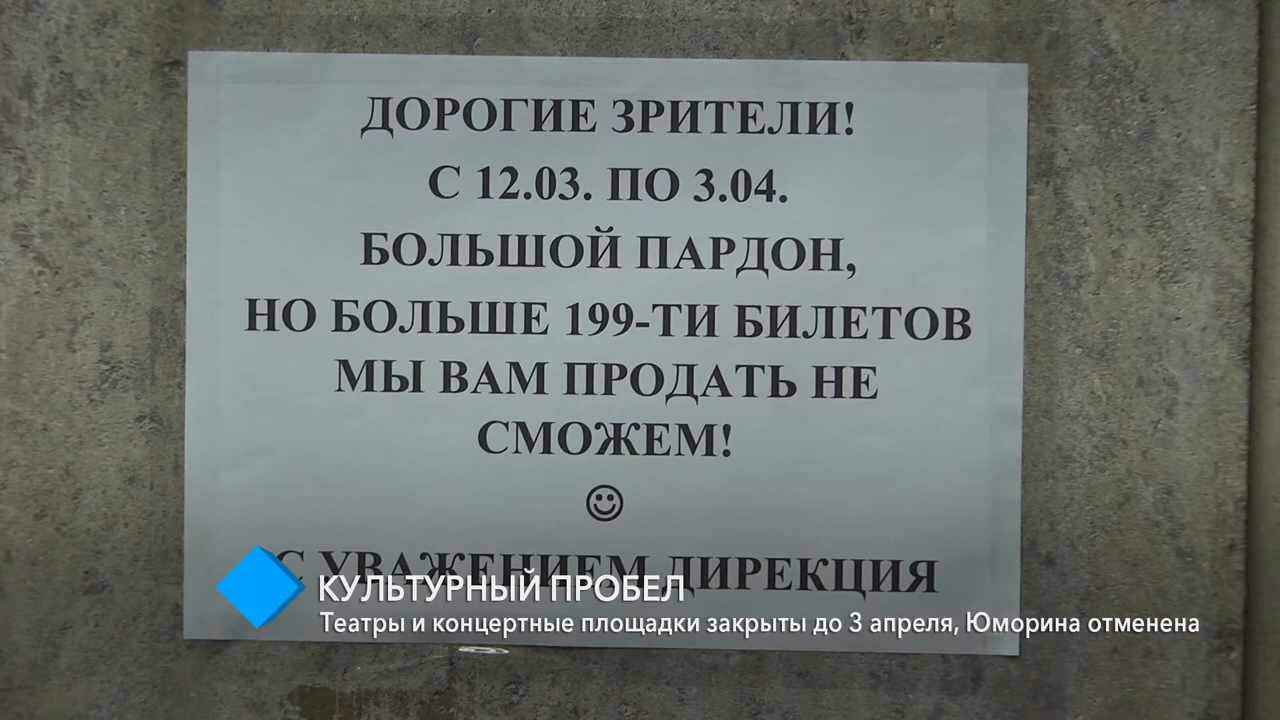 ДОРОГИЕ ЗРИТЕЛИ!
С 12.03. ПО 3.04.
БОЛЬШОЙ ПАРДОН,
НО БОЛЬШЕ 199-ТИ БИЛЕТОВ
МЫ ВАМ ПРОДАТЬ НЕ
СМОЖЕМ!
☺
С УВАЖЕНИЕМ ДИРЕКЦИЯ
КУЛЬТУРНЫЙ ПРОБЕЛ
Театры и концертные площадки закрыты до 3 апреля, Юморина отменена